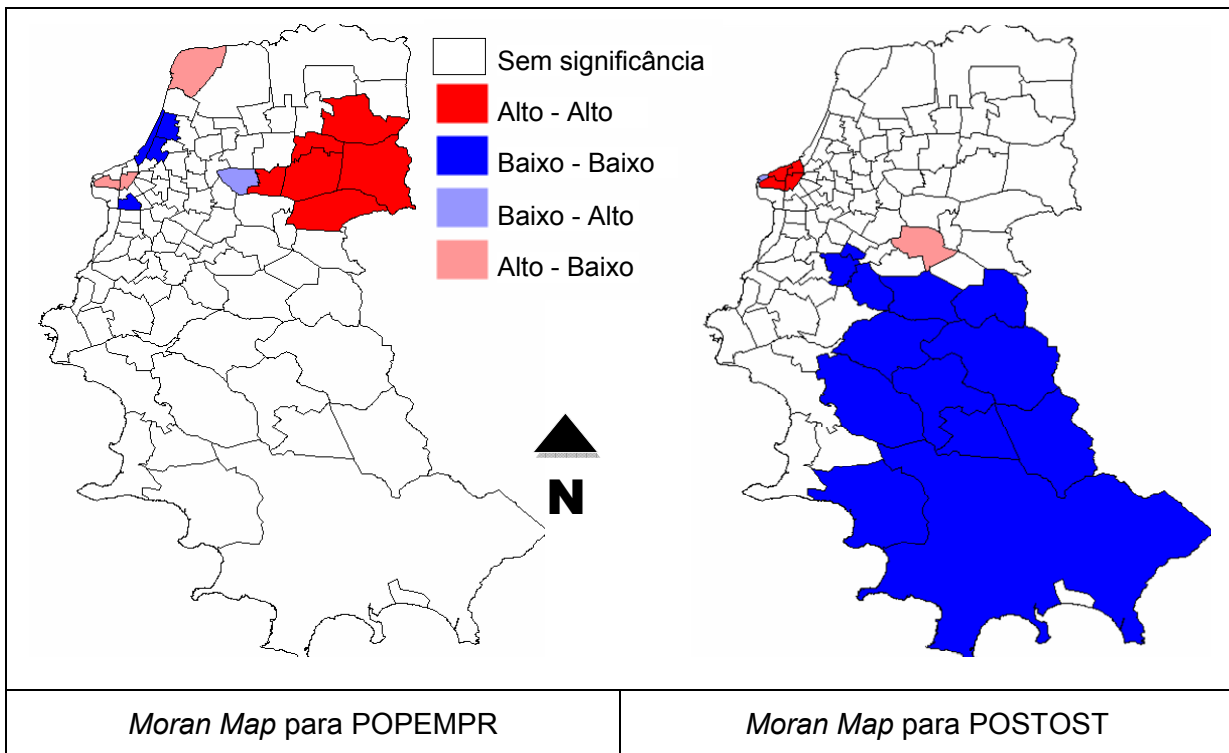 Sem significância
Alto - Alto
Baixo - Baixo
Baixo - Alto
Alto - Baixo
N
Moran Map para POPEMPR
Moran Map para POSTOST